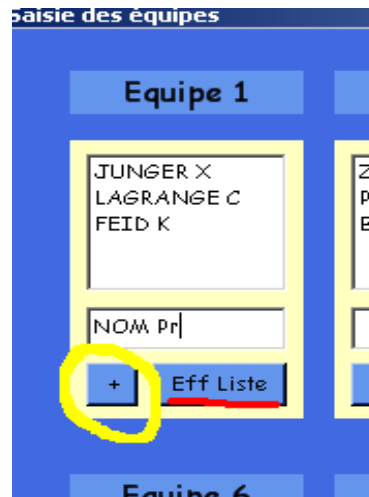 Saisie des équipes
Equipe 1
JUNGER X
LAGRANGE C
FEID K
NOM Pr
+
Eff Liste
Equipe 6